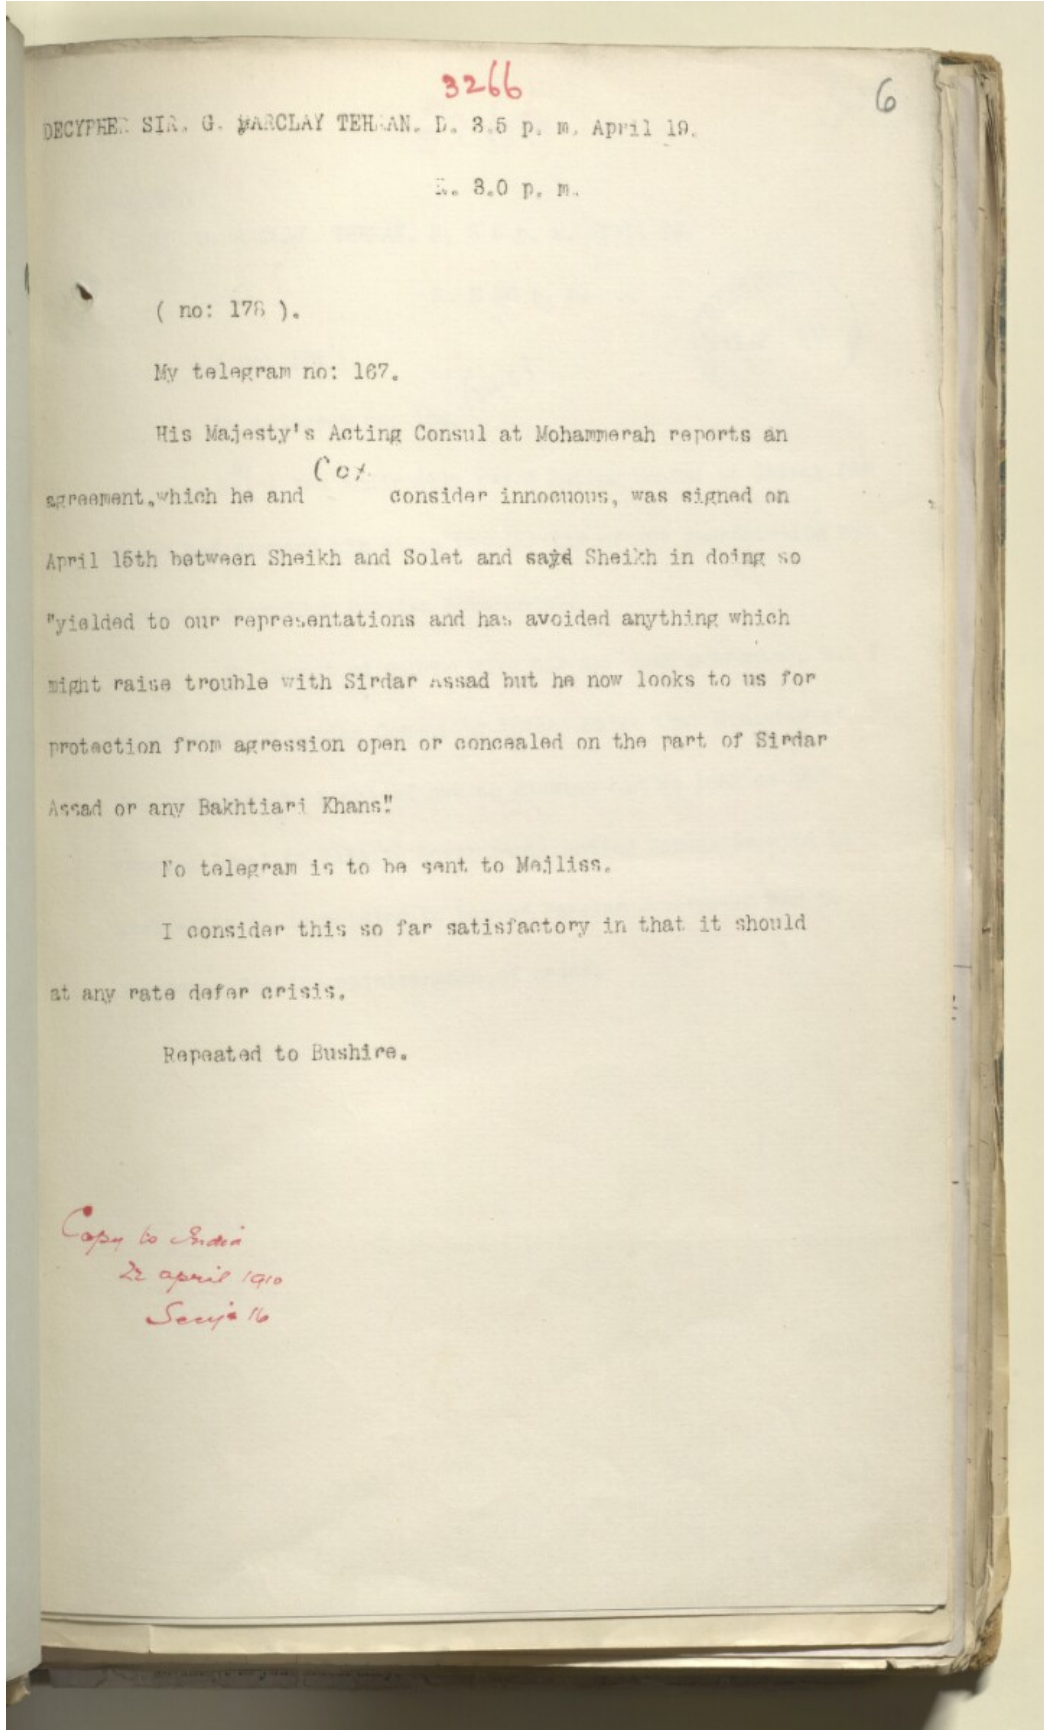 3266
6
DECYPHER SIR. G. BARCLAY TEHRAN. D. 3.5 p. m. April 19.
R. 3.0 p. m.
( no: 178 ).
My telegram no: 167.
His Majesty's Acting Consul at Mohammerah reports an
Cox
agreement, which he and consider innocuous, was signed on
April 15th between Sheikh and Solet and said Sheikh in doing so
"yielded to our representations and has avoided anything which
might raise trouble with Sirdar Assad but he now looks to us for
protection from agression open or concealed on the part of Sirdar
Assad or any Bakhtiari Khans."
No telegram is to be sent to Mejliss.
I consider this so far satisfactory in that it should
at any rate defer crisis.
Repeated to Bushire.
Copy to India
22 april 1910
16